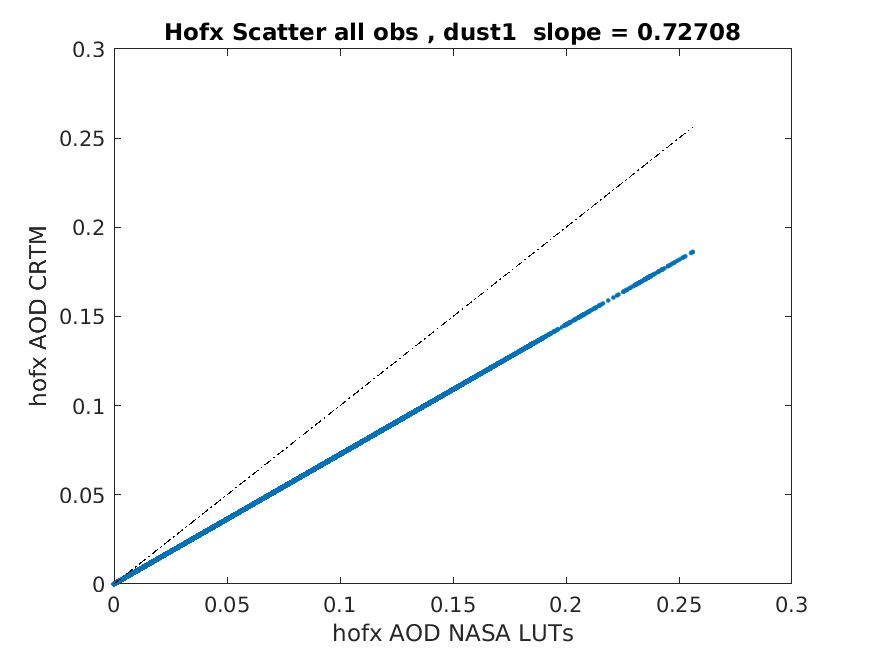 Hofx Scatter all obs , dust1  slope = 0.72708
0.3
0.25
0.2
0.15
0.1
0.05
0
hofx AOD CRTM
0 0.05 0.1 0.15 0.2 0.25 0.3
hofx AOD NASA LUTs